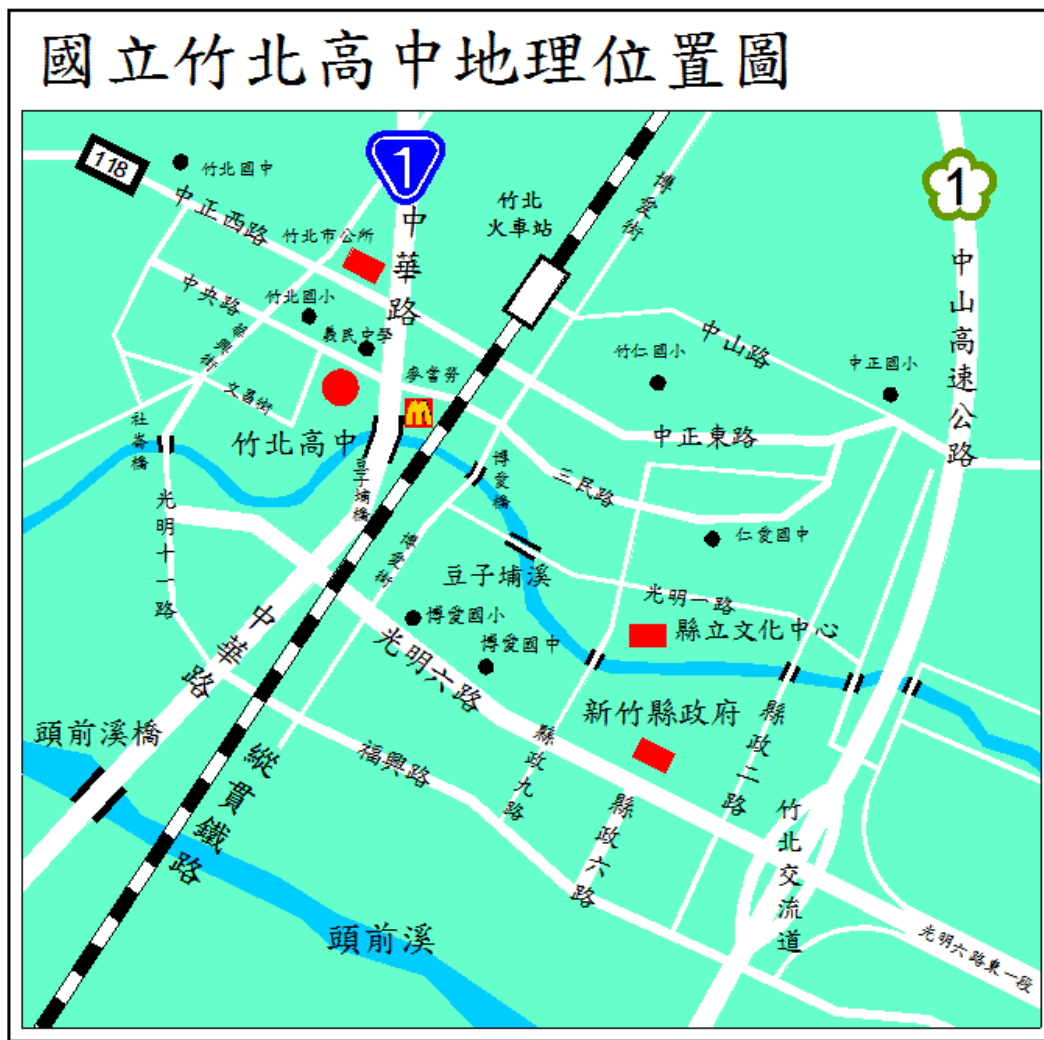 國立竹北高中地理位置圖
118
竹北國中
1
1
中正西路
竹北市公所
中華路
竹北
火車站
博愛街
中山高速公路
中央路
竹北國小
華興街
義民中學
文昌街
麥當勞
竹仁國小
中山路
中正國小
社崙橋
竹北高中
豆子埔橋
博愛橋
中正東路
三民路
光明十一路
博愛街
豆子埔溪
仁愛國中
光明一路
博愛國小
博愛國中
縣立文化中心
中華路
光明六路
新竹縣政府
頭前溪橋
縱貫鐵路
福興路
縣政九路
縣政六路
縣政二路
竹北交流道
頭前溪
光明六路東一段